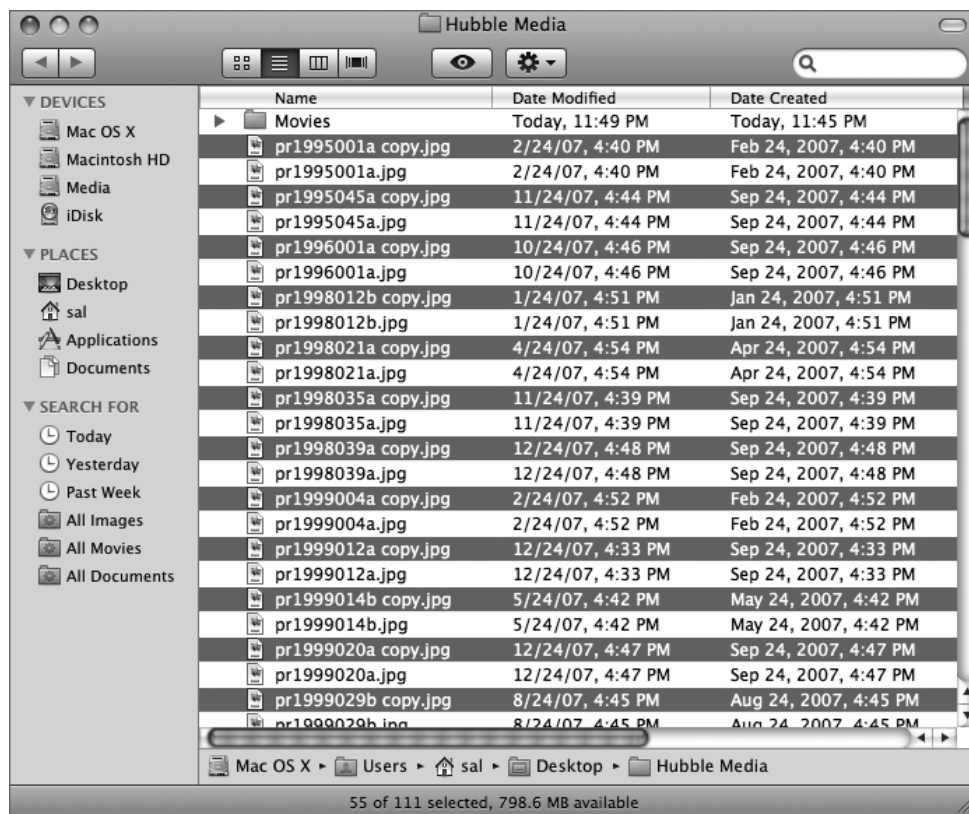 Hubble Media
DEVICES
Mac OS X
Macintosh HD
Media
iDisk
PLACES
Desktop
sal
Applications
Documents
SEARCH FOR
Today
Yesterday
Past Week
All Images
All Movies
All Documents
Name Date Modified Date Created
Movies Today, 11:49 PM Today, 11:45 PM
pr1995001a copy.jpg 2/24/07, 4:40 PM Feb 24, 2007, 4:40 PM
pr1995001a.jpg 2/24/07, 4:40 PM Feb 24, 2007, 4:40 PM
pr1995045a copy.jpg 11/24/07, 4:44 PM Sep 24, 2007, 4:44 PM
pr1995045a.jpg 11/24/07, 4:44 PM Sep 24, 2007, 4:44 PM
pr1996001a copy.jpg 10/24/07, 4:46 PM Sep 24, 2007, 4:46 PM
pr1996001a.jpg 10/24/07, 4:46 PM Sep 24, 2007, 4:46 PM
pr1998012b copy.jpg 1/24/07, 4:51 PM Jan 24, 2007, 4:51 PM
pr1998012b.jpg 1/24/07, 4:51 PM Jan 24, 2007, 4:51 PM
pr1998021a copy.jpg 4/24/07, 4:54 PM Apr 24, 2007, 4:54 PM
pr1998021a.jpg 4/24/07, 4:54 PM Apr 24, 2007, 4:54 PM
pr1998035a copy.jpg 11/24/07, 4:39 PM Sep 24, 2007, 4:39 PM
pr1998035a.jpg 11/24/07, 4:39 PM Sep 24, 2007, 4:39 PM
pr1998039a copy.jpg 12/24/07, 4:48 PM Sep 24, 2007, 4:48 PM
pr1998039a.jpg 12/24/07, 4:48 PM Sep 24, 2007, 4:48 PM
pr1999004a copy.jpg 2/24/07, 4:52 PM Feb 24, 2007, 4:52 PM
pr1999004a.jpg 2/24/07, 4:52 PM Feb 24, 2007, 4:52 PM
pr1999012a copy.jpg 12/24/07, 4:33 PM Sep 24, 2007, 4:33 PM
pr1999012a.jpg 12/24/07, 4:33 PM Sep 24, 2007, 4:33 PM
pr1999014b copy.jpg 5/24/07, 4:42 PM May 24, 2007, 4:42 PM
pr1999014b.jpg 5/24/07, 4:42 PM May 24, 2007, 4:42 PM
pr1999020a copy.jpg 12/24/07, 4:47 PM Sep 24, 2007, 4:47 PM
pr1999020a.jpg 12/24/07, 4:47 PM Sep 24, 2007, 4:47 PM
pr1999029b copy.jpg 8/24/07, 4:45 PM Aug 24, 2007, 4:45 PM
pr1999029b.jpg 8/24/07, 4:45 PM Aug 24, 2007, 4:45 PM
Mac OS X Users sal Desktop Hubble Media
55 of 111 selected, 798.6 MB available